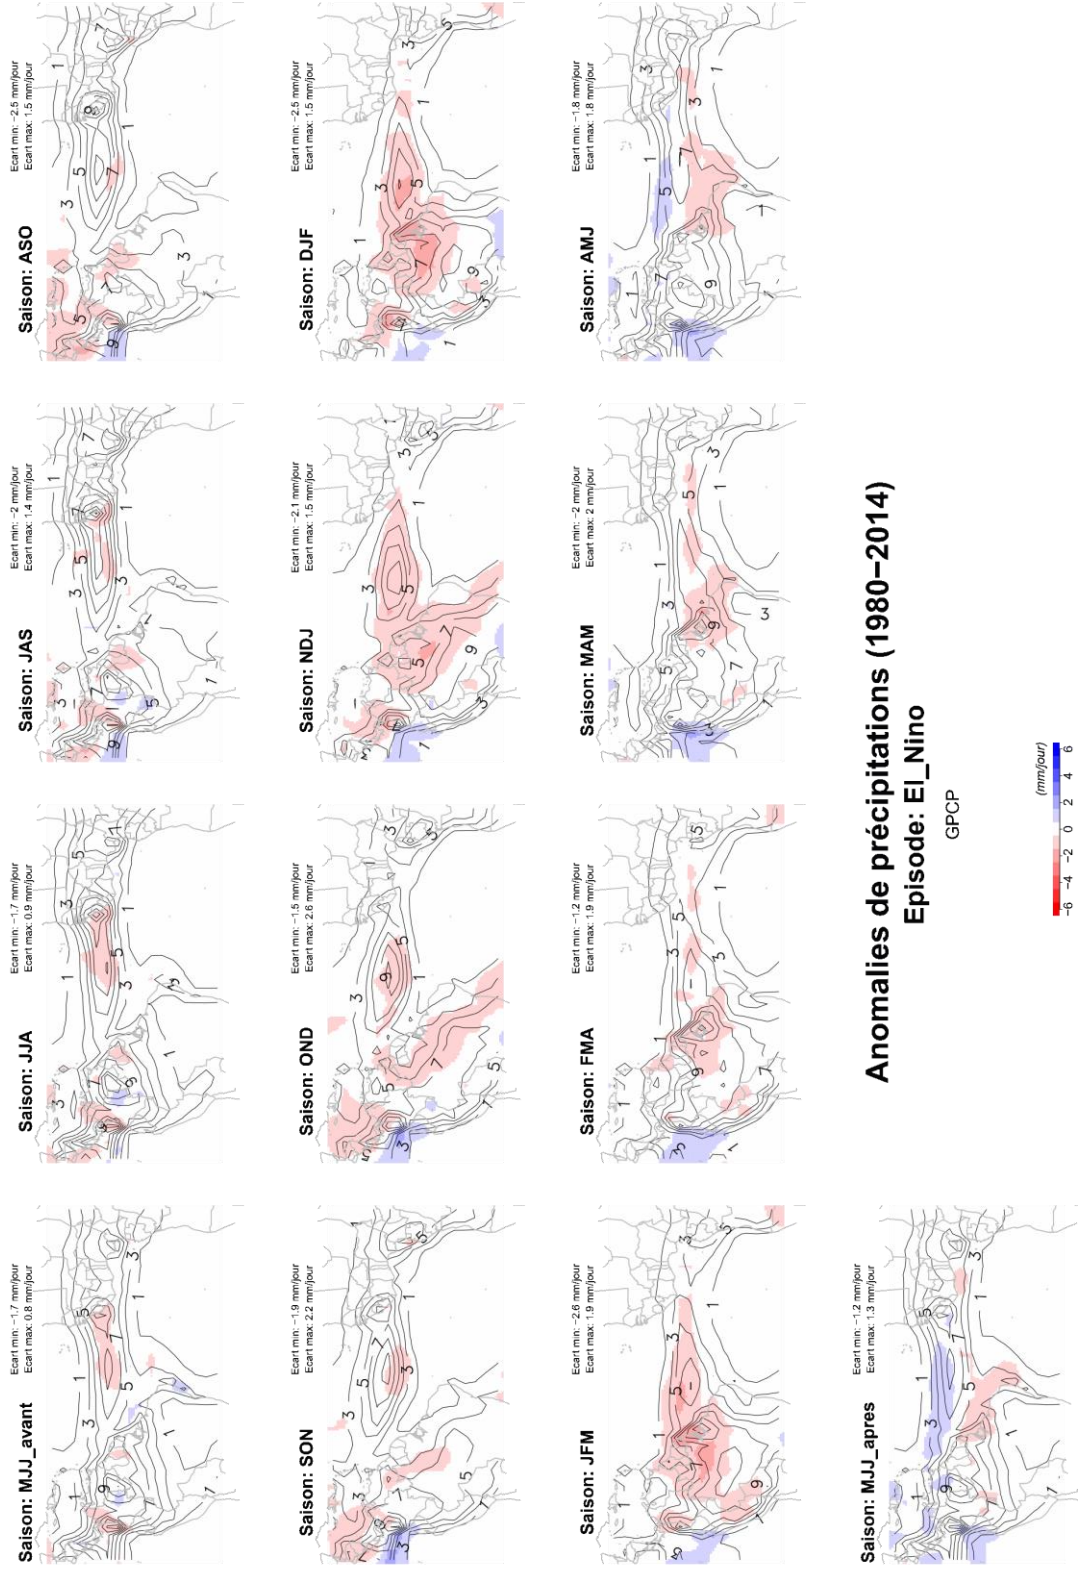 Saison: MJJ_avant
Ecart min: −1.7 mm/jour
Ecart max: 0.8 mm/jour
Saison: JJA
Ecart min: −1.7 mm/jour
Ecart max: 0.9 mm/jour
Saison: JAS
Ecart min: −2 mm/jour
Ecart max: 1.4 mm/jour
Saison: ASO
Ecart min: −2.5 mm/jour
Ecart max: 1.5 mm/jour
Saison: SON
Ecart min: −1.9 mm/jour
Ecart max: 2.2 mm/jour
Saison: OND
Ecart min: −1.5 mm/jour
Ecart max: 2.6 mm/jour
Saison: NDJ
Ecart min: −2.1 mm/jour
Ecart max: 1.5 mm/jour
Saison: DJF
Ecart min: −2.5 mm/jour
Ecart max: 1.5 mm/jour
Saison: JFM
Ecart min: −2.6 mm/jour
Ecart max: 1.9 mm/jour
Saison: FMA
Ecart min: −1.2 mm/jour
Ecart max: 1.9 mm/jour
Saison: MAM
Ecart min: −2 mm/jour
Ecart max: 2 mm/jour
Saison: AMJ
Ecart min: −1.8 mm/jour
Ecart max: 1.8 mm/jour
Saison: MJJ_apres
Ecart min: −1.2 mm/jour
Ecart max: 1.3 mm/jour
Anomalies de précipitations (1980−2014)
Episode: El_Nino
GPCP
(mm/jour)
−6 −4 −2 0 2 4 6